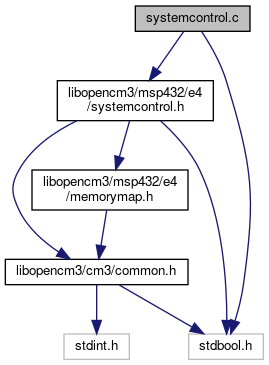 systemcontrol.c
libopencm3/msp432/e4
/systemcontrol.h
libopencm3/msp432/e4
/memorymap.h
libopencm3/cm3/common.h
stdint.h
stdbool.h